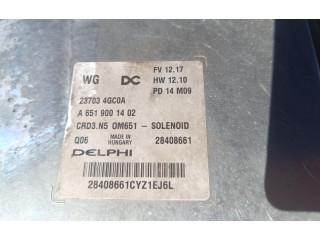 WG DC FV 12.17
HW 12.10
PD 14 M09
23703 4GC0A
A 651 900 14 02
CRD3.N5 OM651 - SOLENOID
Q06 MADE IN HUNGARY 28408661
DELPHI
28408661CYZ1EJ6L